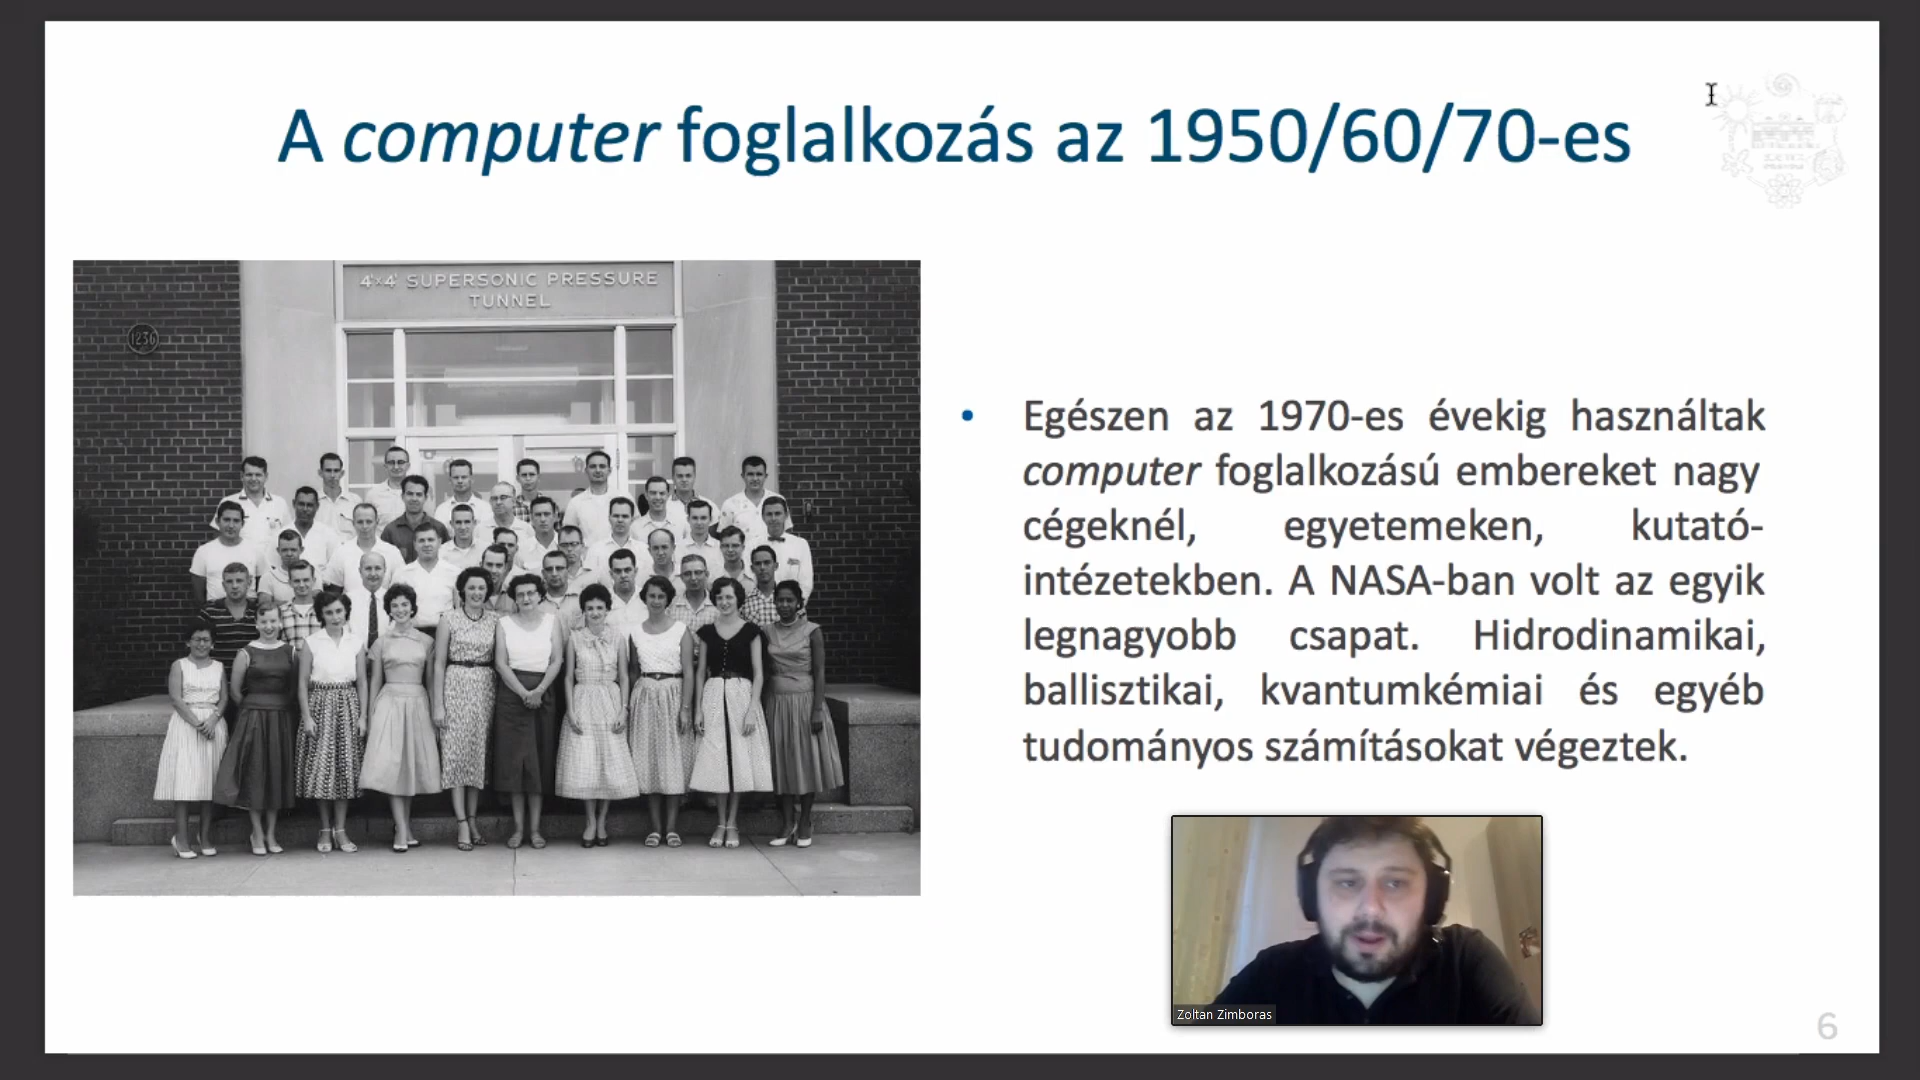 A computer foglalkozás az 1950/60/70-es
4'x4' SUPERSONIC PRESSURE
TUNNEL
1236
• Egészen az 1970-es évekig használtak
computer foglalkozású embereket nagy
cégeknél, egyetemeken, kutató-
intézetekben. A NASA-ban volt az egyik
legnagyobb csapat. Hidrodinamikai,
ballisztikai, kvantumkémiai és egyéb
tudományos számításokat végeztek.
Zoltan Zimboras
6